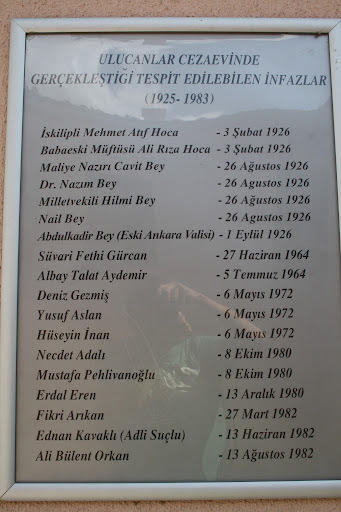 ULUCANLAR CEZAEVİNDE
GERÇEKLEŞTİĞİ TESPİT EDİLEBİLEN İNFAZLAR
(1925- 1983)
İskilipli Mehmet Atıf Hoca - 3 Şubat 1926
Babaeski Müftüsü Ali Rıza Hoca - 3 Şubat 1926
Maliye Nazırı Cavit Bey - 26 Ağustos 1926
Dr. Nazım Bey - 26 Agustos 1926
Milletvekili Hilmi Bey - 26 Agustos 1926
Nail Bey - 26 Agustos 1926
Abdulkadir Bey (Eski Ankara Valisi) - 1 Eylül 1926
Süvari Fethi Gürcan - 27 Haziran 1964
Albay Talat Aydemir - 5 Temmuz 1964
Deniz Gezmiş - 6 Mayıs 1972
Yusuf Aslan - 6 Mayıs 1972
Hüseyin İnan - 6 Mayıs 1972
Necdet Adalı - 8 Ekim 1980
Mustafa Pehlivanoğlu - 8 Ekim 1980
Erdal Eren - 13 Aralık 1980
Fikri Arıkan - 27 Mart 1982
Ednan Kavaklı (Adli Suçlu) - 13 Haziran 1982
Ali Bülent Orkan - 13 Ağustos 1982